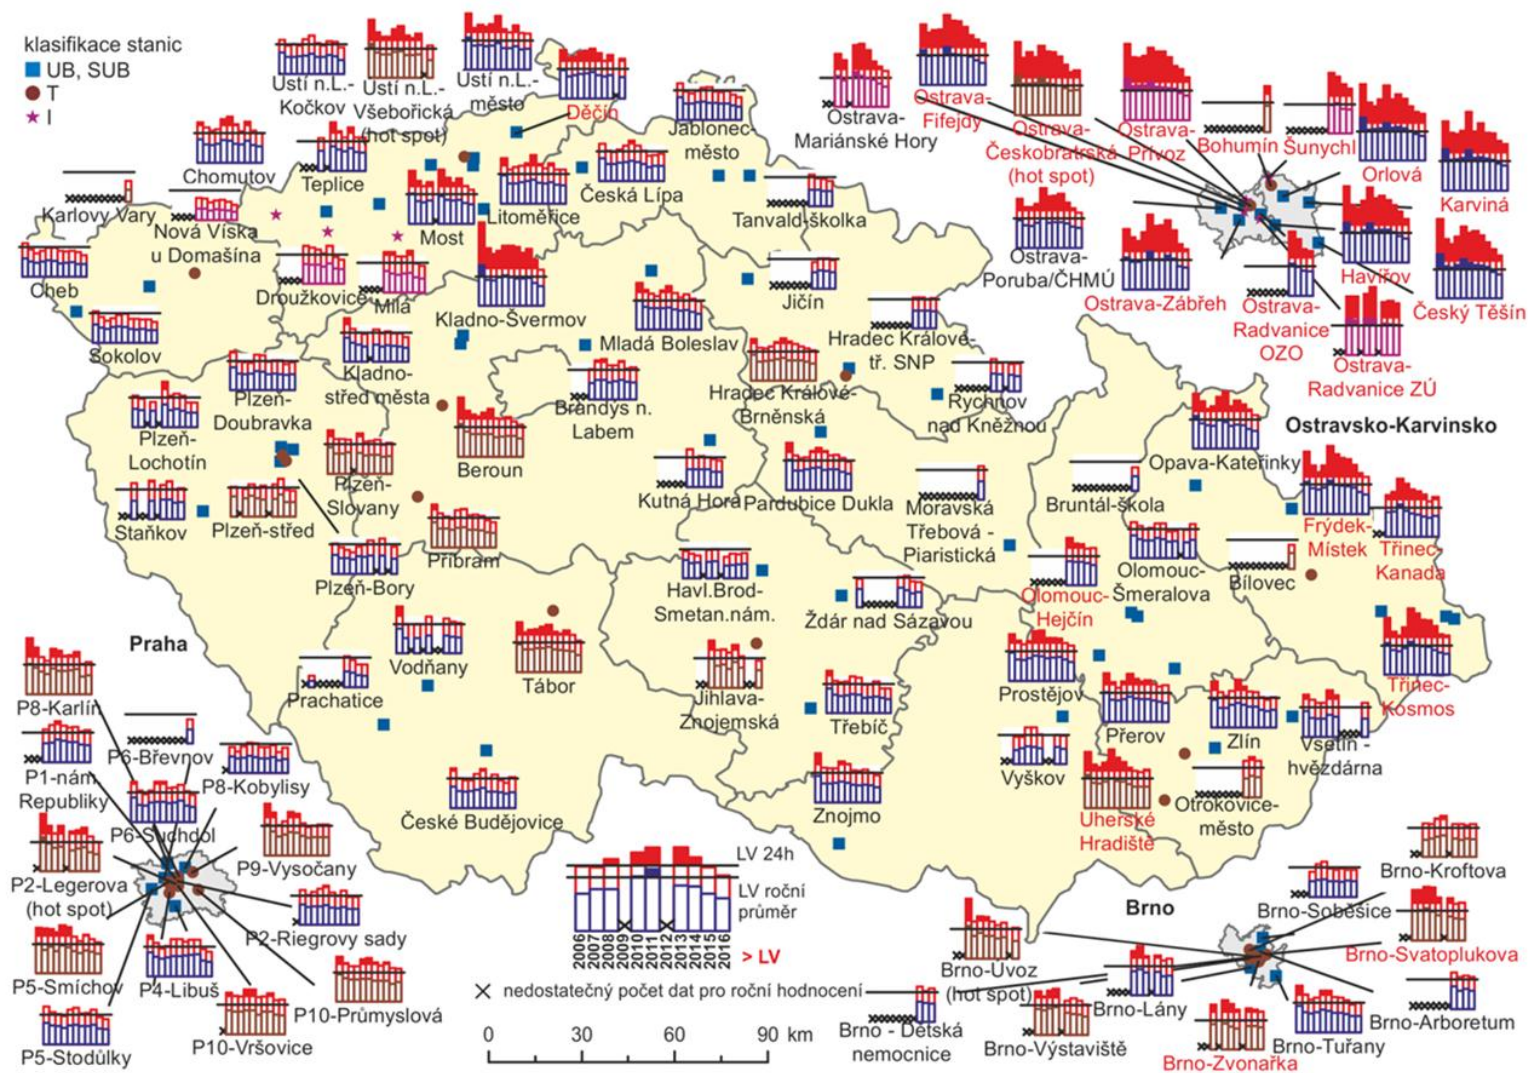 klasifikace stanic
UB, SUB
T
I
Ústí n.L.-
Kočkov
Ústí n.L.-
Všebořická
(hot spot)
Ústí n.L.-
město
Děčín
Jablonec-
město
Chomutov
Teplice
Litoměřice
Česká Lípa
Tanvald-školka
Karlovy Vary
Nová Víska
u Domašína
Most
Cheb
Droužkovice
Milá
Kladno-Švermov
Mladá Boleslav
Jičín
Sokolov
Kladno-
střed města
Hradec Králové-
tř. SNP
Plzeň-
Doubravka
Brandýs n.
Labem
Hradec Králové-
Brněnská
Rychnov
nad Kněžnou
Plzeň-
Lochotín
Beroun
Plzeň-
Slovany
Staňkov
Plzeň-střed
Plzeň-Bory
Příbram
Kutná Hora
Pardubice Dukla
Moravská
Třebová -
Piaristická
Bruntál-škola
Opava-Kateřinky
Ostrava-
Mariánské Hory
Ostrava-
Fifejdy
Ostrava-
Českobratrská
(hot spot)
Ostrava-
Přívoz
Bohumín
Šunychl
Orlová
Karviná
Ostrava-
Poruba/ČHMÚ
Ostrava-Zábřeh
Ostrava-
Radvanice
OZO
Havířov
Český Těšín
Ostrava-
Radvanice ZÚ
Ostravsko-Karvinsko
Frýdek-
Místek
Třinec-
Kanada
Bílovec
Olomouc-
Šmeralova
Olomouc-
Hejčín
Havl.Brod-
Smetan.nám.
Ždár nad Sázavou
Vodňany
Tábor
Prachatice
Jihlava-
Znojemská
Třebíč
Prostějov
Přerov
Zlín
Vsetín -
hvězdárna
Třinec-
Kosmos
Vyškov
Uherské
Hradiště
Otrokovice-
město
Znojmo
České Budějovice
Praha
P8-Karlín
P6-Břevnov
P1-nám.
Republiky
P8-Kobylisy
P6-Suchdol
P9-Vysočany
P2-Legerova
(hot spot)
P2-Riegrovy sady
P5-Smíchov
P4-Libuš
P10-Průmyslová
P5-Stodůlky
P10-Vršovice
LV 24h
LV roční
průměr
2006
2007
2008
2009
2010
2011
2012
2013
2014
2015
2016
> LV
nedostatečný počet dat pro roční hodnocení
0 30 60 90 km
Brno
Brno-Kroftova
Brno-Soběšice
Brno-Svatoplukova
Brno-Úvoz
(hot spot)
Brno-Lány
Brno-Arboretum
Brno - Dětská
nemocnice
Brno-Výstaviště
Brno-Zvonařka
Brno-Tuřany